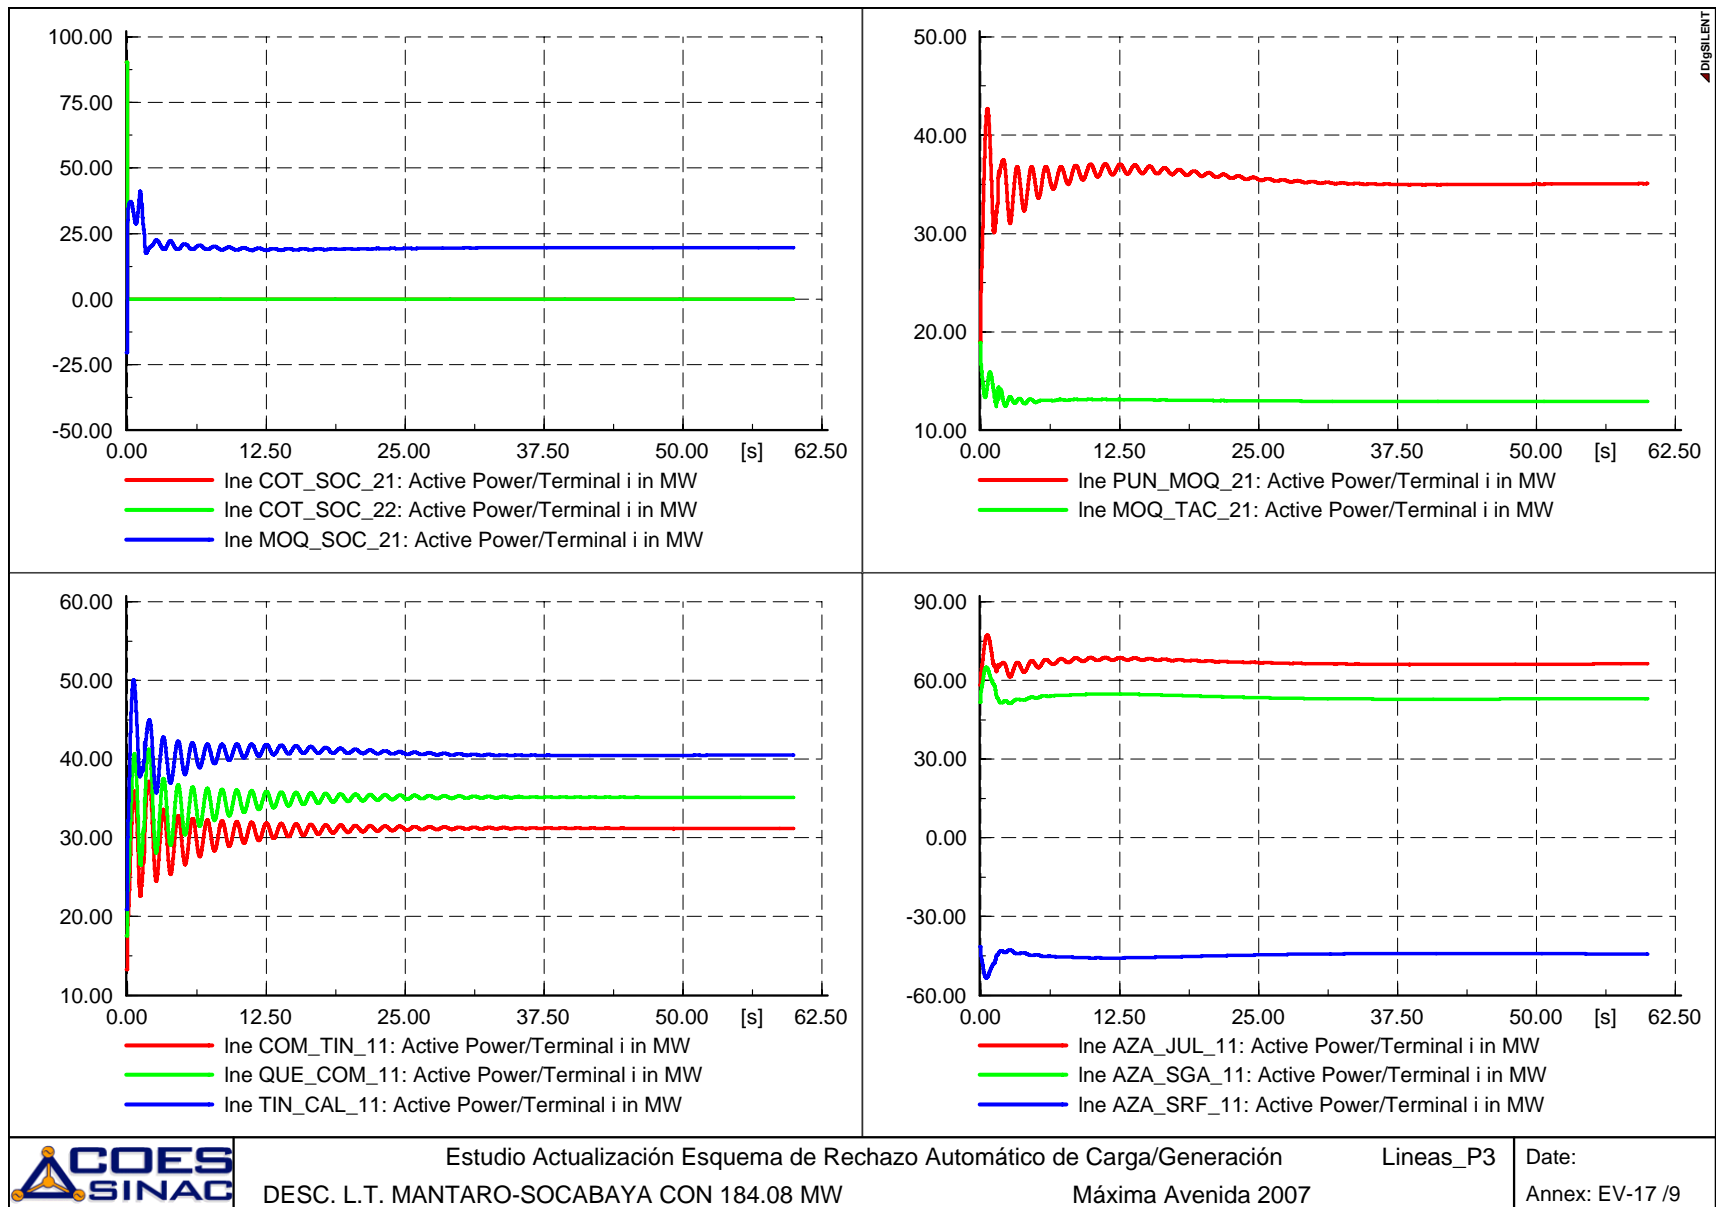 100.00
75.00
50.00
25.00
0.00
-25.00
-50.00
0.00 12.50 25.00 37.50 50.00 [s] 62.50
lne COT_SOC_21: Active Power/Terminal i in MW
lne COT_SOC_22: Active Power/Terminal i in MW
lne MOQ_SOC_21: Active Power/Terminal i in MW
50.00
40.00
30.00
20.00
10.00
0.00 12.50 25.00 37.50 50.00 [s] 62.50
lne PUN_MOQ_21: Active Power/Terminal i in MW
lne MOQ_TAC_21: Active Power/Terminal i in MW
DIgSILENT
60.00
50.00
40.00
30.00
20.00
10.00
0.00 12.50 25.00 37.50 50.00 [s] 62.50
lne COM_TIN_11: Active Power/Terminal i in MW
lne QUE_COM_11: Active Power/Terminal i in MW
lne TIN_CAL_11: Active Power/Terminal i in MW
90.00
60.00
30.00
0.00
-30.00
-60.00
0.00 12.50 25.00 37.50 50.00 [s] 62.50
lne AZA_JUL_11: Active Power/Terminal i in MW
lne AZA_SGA_11: Active Power/Terminal i in MW
lne AZA_SRF_11: Active Power/Terminal i in MW
COES
SINAC
Estudio Actualización Esquema de Rechazo Automático de Carga/Generación Lineas_P3
DESC. L.T. MANTARO-SOCABAYA CON 184.08 MW Máxima Avenida 2007
Date:
Annex: EV-17 /9